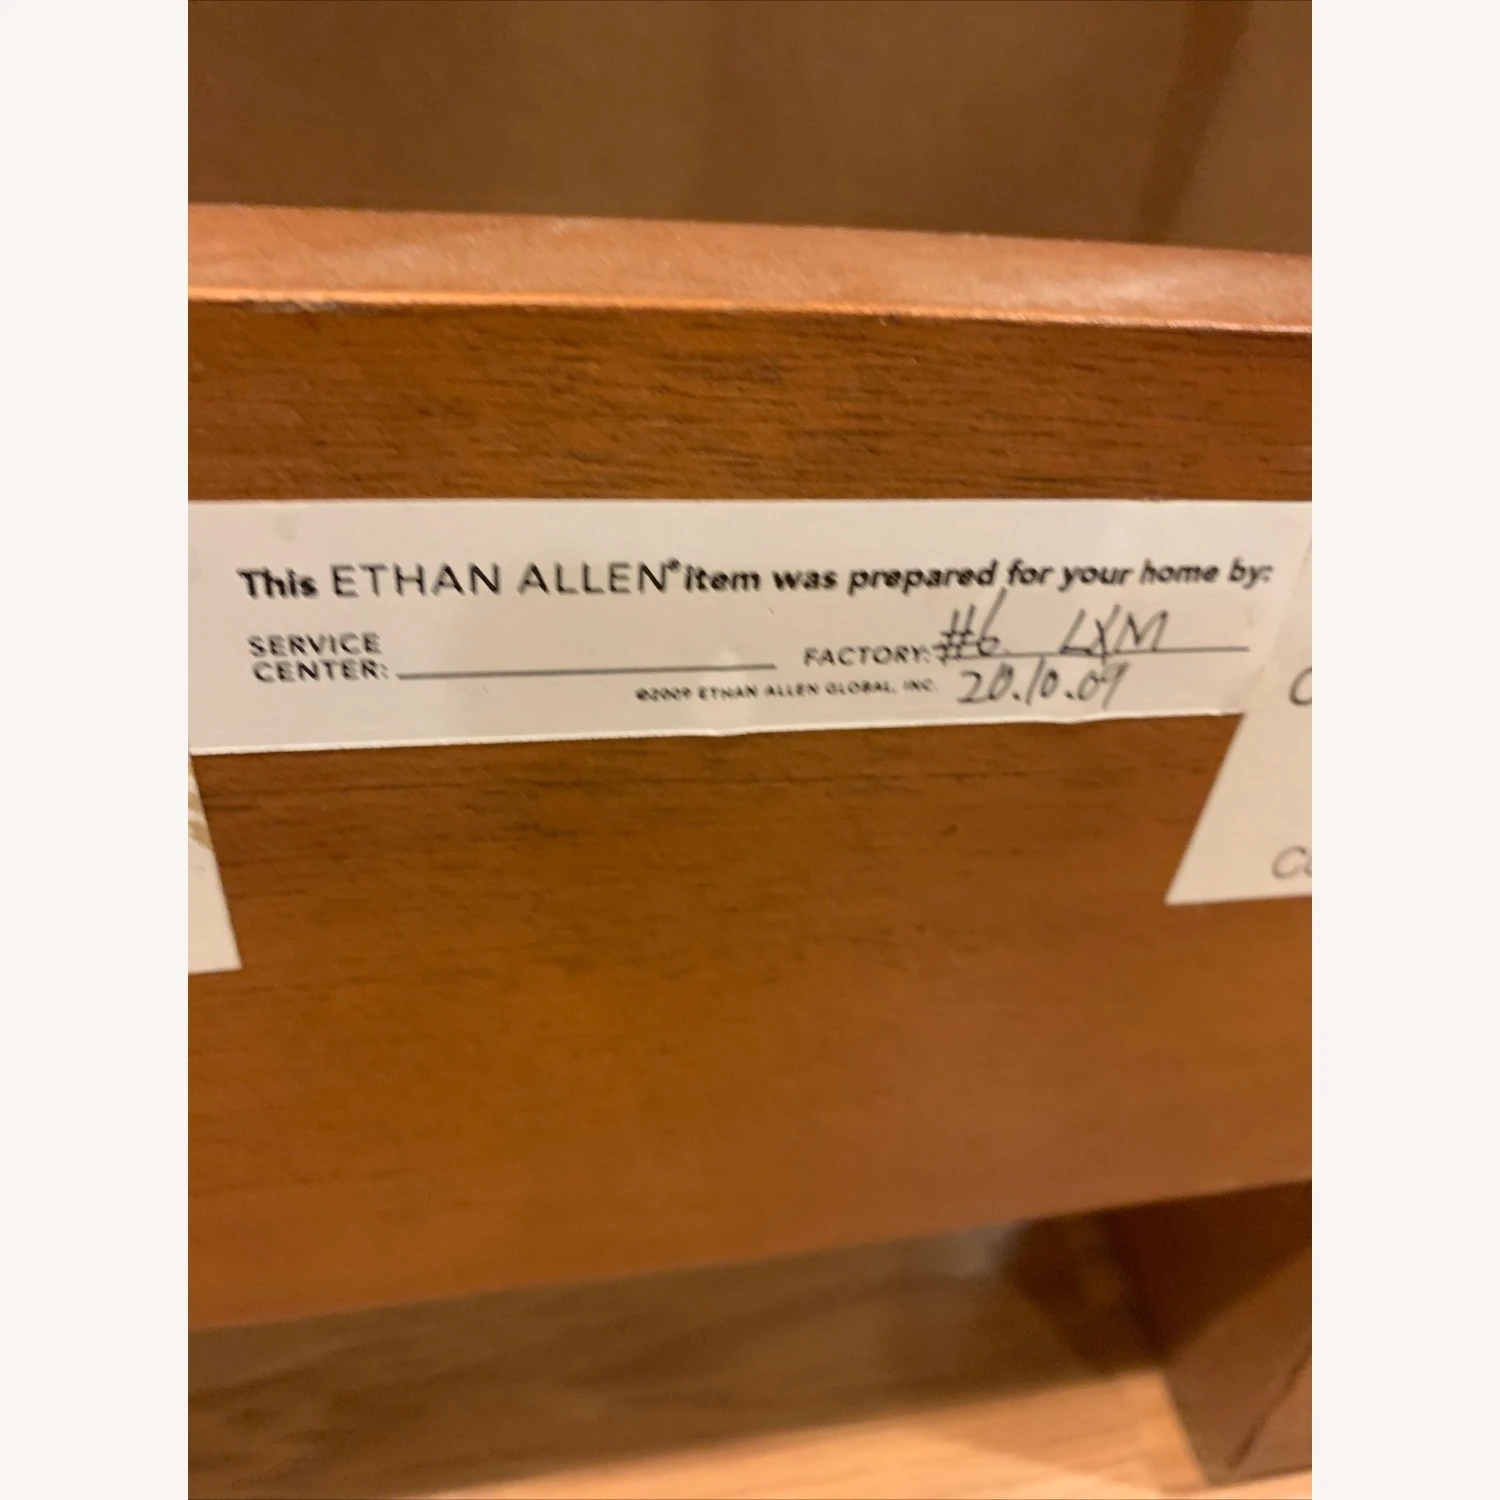 This ETHAN ALLEN® item was prepared for your home by:
SERVICE
CENTER: FACTORY: #6 LXM
©2009 ETHAN ALLEN GLOBAL, INC. 20.10.09